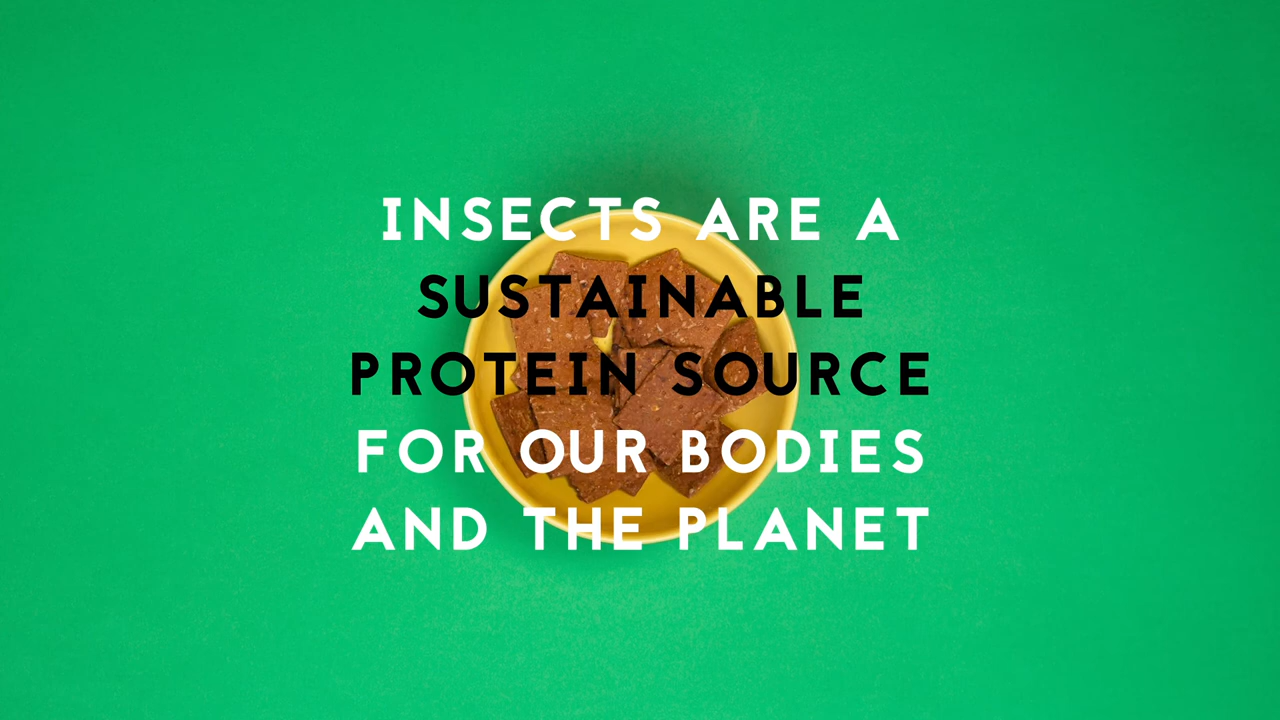 INSECTS ARE A
SUSTAINABLE
PROTEIN SOURCE
FOR OUR BODIES
AND THE PLANET